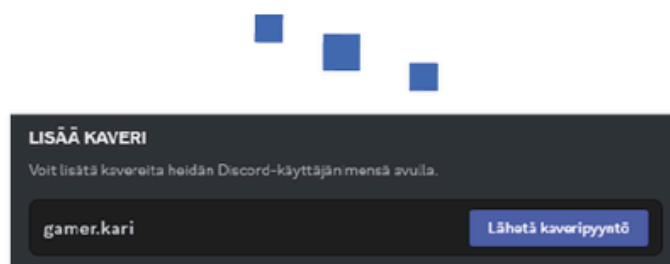 LISÄÄ KAVERI
Voit lisätä kavereita heidän Discord-käyttäjänimensä avulla.
gamer.kari
Lähetä kaveripyyntö